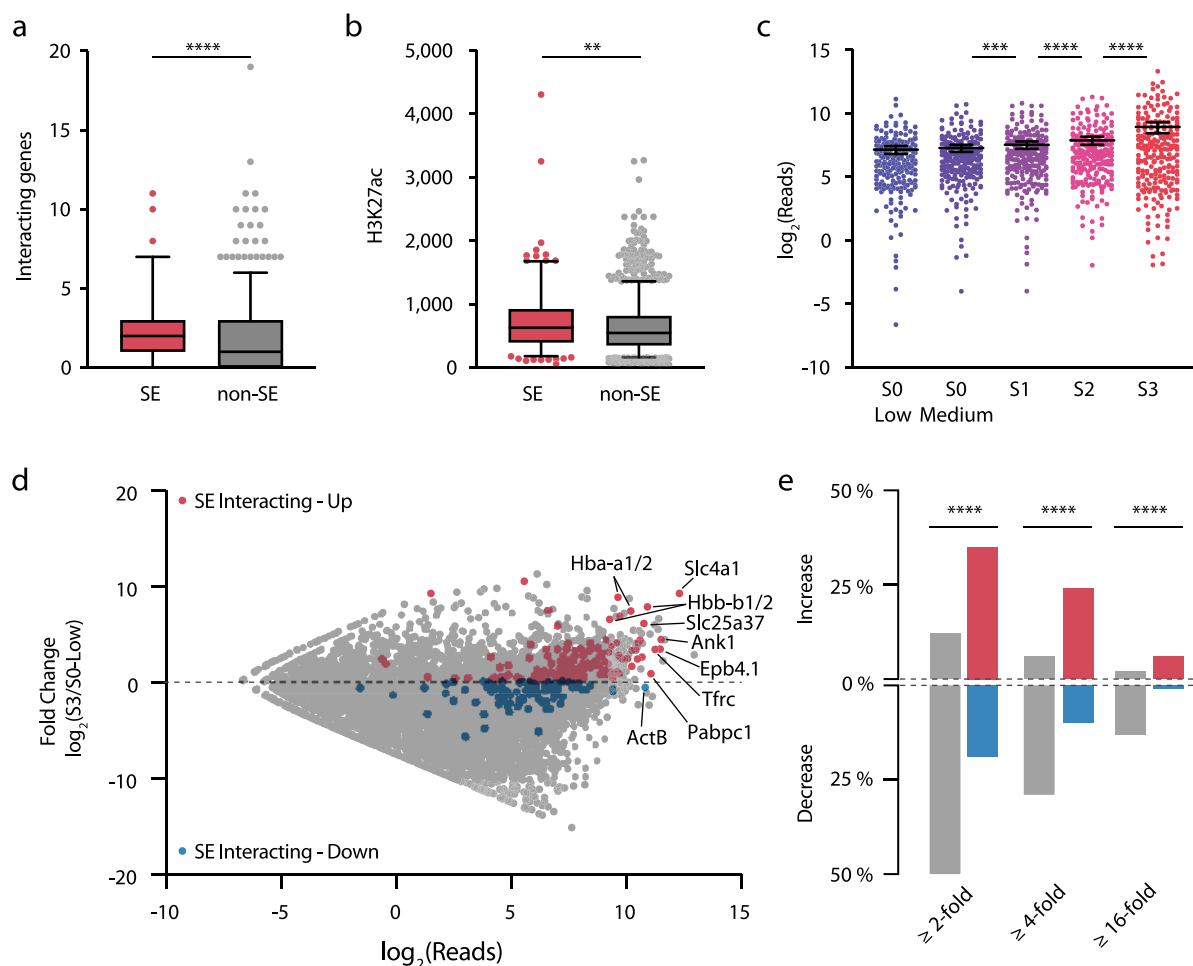 a
****
Interacting genes
20
15
10
5
0
SE
non-SE
b
**
H3K27ac
5,000
4,000
3,000
2,000
1,000
0
SE
non-SE
c
***
****
****
log2(Reads)
15
10
5
0
-5
-10
S0
S0
S1
S2
S3
Low
Medium
d
SE Interacting - Up
SE Interacting - Down
Fold Change
log2(S3/S0-Low)
20
10
0
-10
-20
Hba-a1/2
Slc4a1
Hbb-b1/2
Slc25a37
Ank1
Epb4.1
Tfrc
Pabpc1
ActB
-10
-5
0
5
10
15
log2(Reads)
e
****
****
****
50 %
25 %
0 %
25 %
50 %
Increase
Decrease
≥ 2-fold
≥ 4-fold
≥ 16-fold